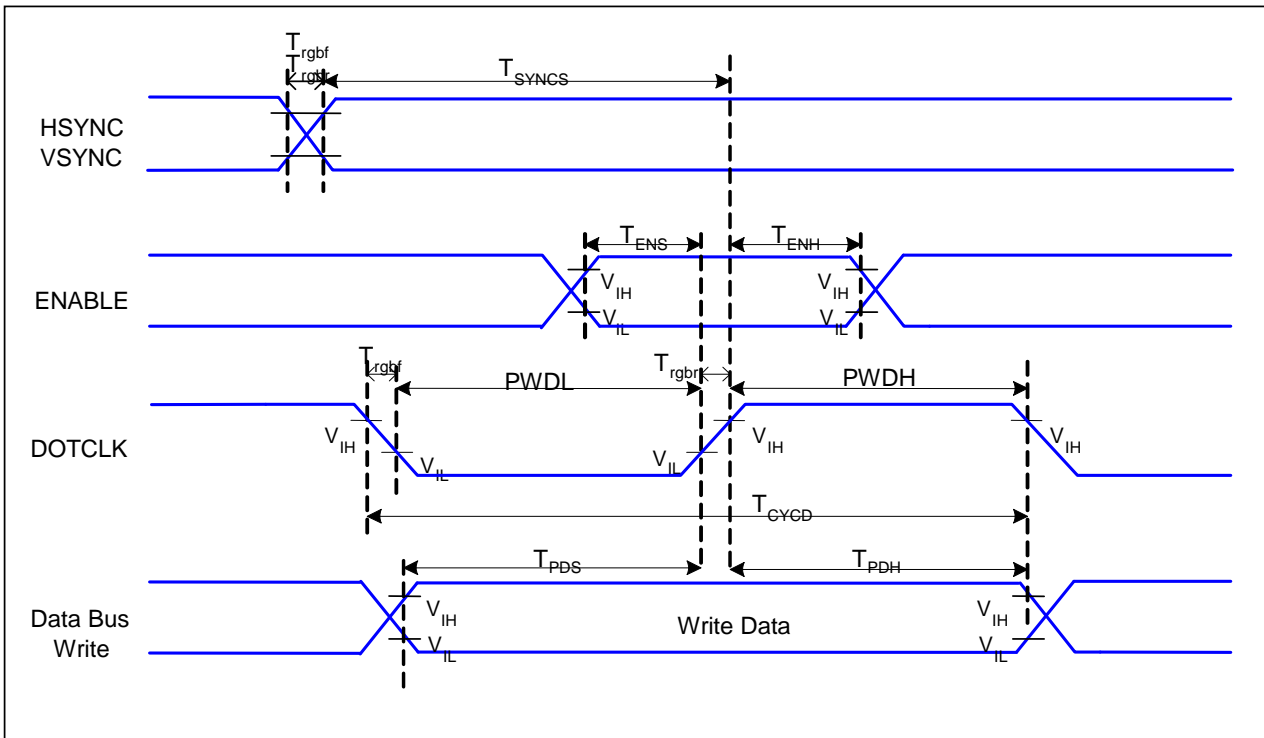 Trgbf
Trgbr
TSYNCS
HSYNC
VSYNC
TENS
TENH
VIH
VIH
ENABLE
VIL
VIL
Trgbf
Trgbr
PWDL
PWDH
VIH
VIH
VIH
DOTCLK
VIL
VIL
TCYCD
TPDS
TPDH
VIH
VIH
Data Bus
Write
Write Data
VIL
VIL